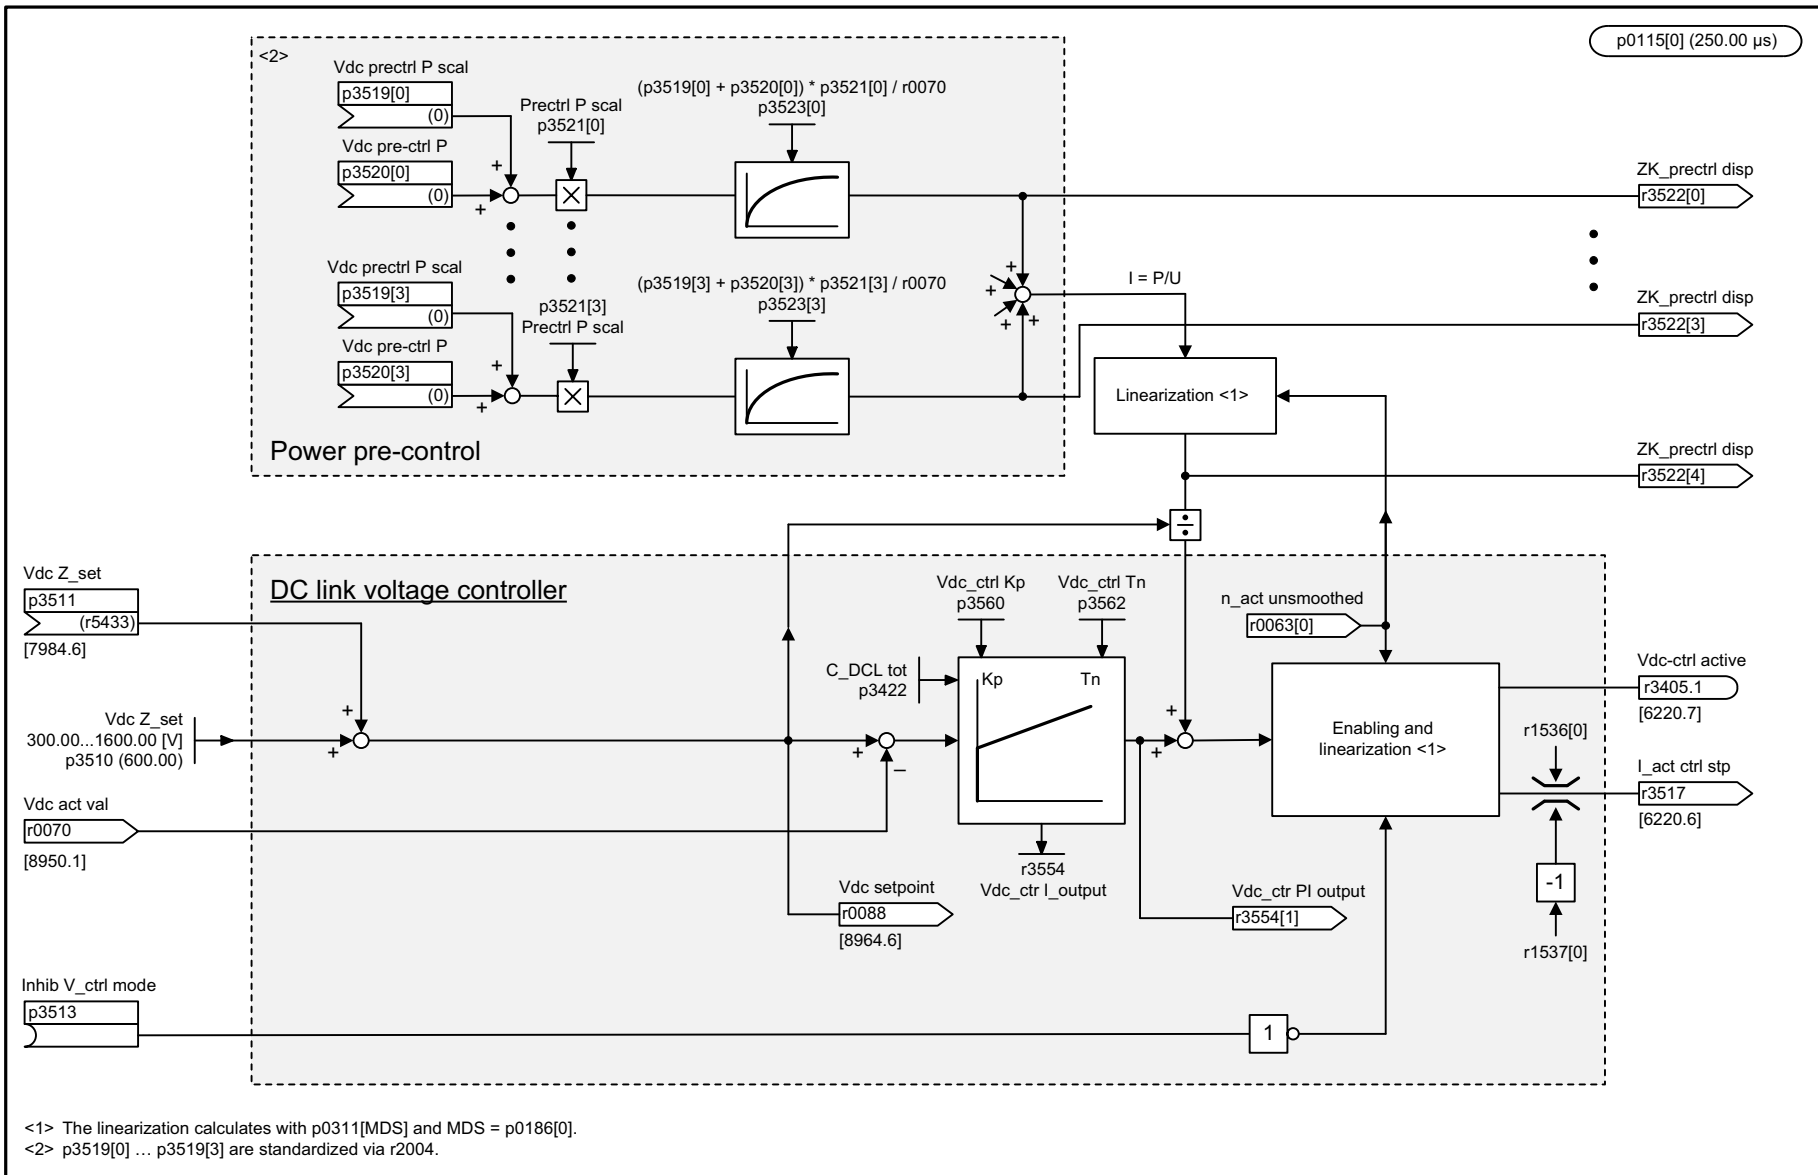 p0115[0] (250.00 µs)
<2>
Vdc prectrl P scal
p3519[0]
(0)
Vdc pre-ctrl P
p3520[0]
(0)
+
+
Prectrl P scal
p3521[0]
(p3519[0] + p3520[0]) * p3521[0] / r0070
p3523[0]
ZK_prectrl disp
r3522[0]
Vdc prectrl P scal
p3519[3]
(0)
Vdc pre-ctrl P
p3520[3]
(0)
+
+
p3521[3]
Prectrl P scal
(p3519[3] + p3520[3]) * p3521[3] / r0070
p3523[3]
+
+
+
+
I = P/U
ZK_prectrl disp
r3522[3]
Linearization <1>
Power pre-control
ZK_prectrl disp
r3522[4]
÷
DC link voltage controller
Vdc Z_set
p3511
(r5433)
[7984.6]
Vdc Z_set
300.00...1600.00 [V]
p3510 (600.00)
+
+
Vdc act val
r0070
[8950.1]
+
–
C_DCL tot
p3422
Vdc_ctrl Kp
p3560
Vdc_ctrl Tn
p3562
Kp
Tn
r3554
Vdc_ctr I_output
Vdc setpoint
r0088
[8964.6]
+
+
Vdc_ctr PI output
r3554[1]
n_act unsmoothed
r0063[0]
Enabling and
linearization <1>
Vdc-ctrl active
r3405.1
[6220.7]
r1536[0]
I_act ctrl stp
r3517
[6220.6]
-1
r1537[0]
Inhib V_ctrl mode
p3513
1
<1> The linearization calculates with p0311[MDS] and MDS = p0186[0].
<2> p3519[0] … p3519[3] are standardized via r2004.